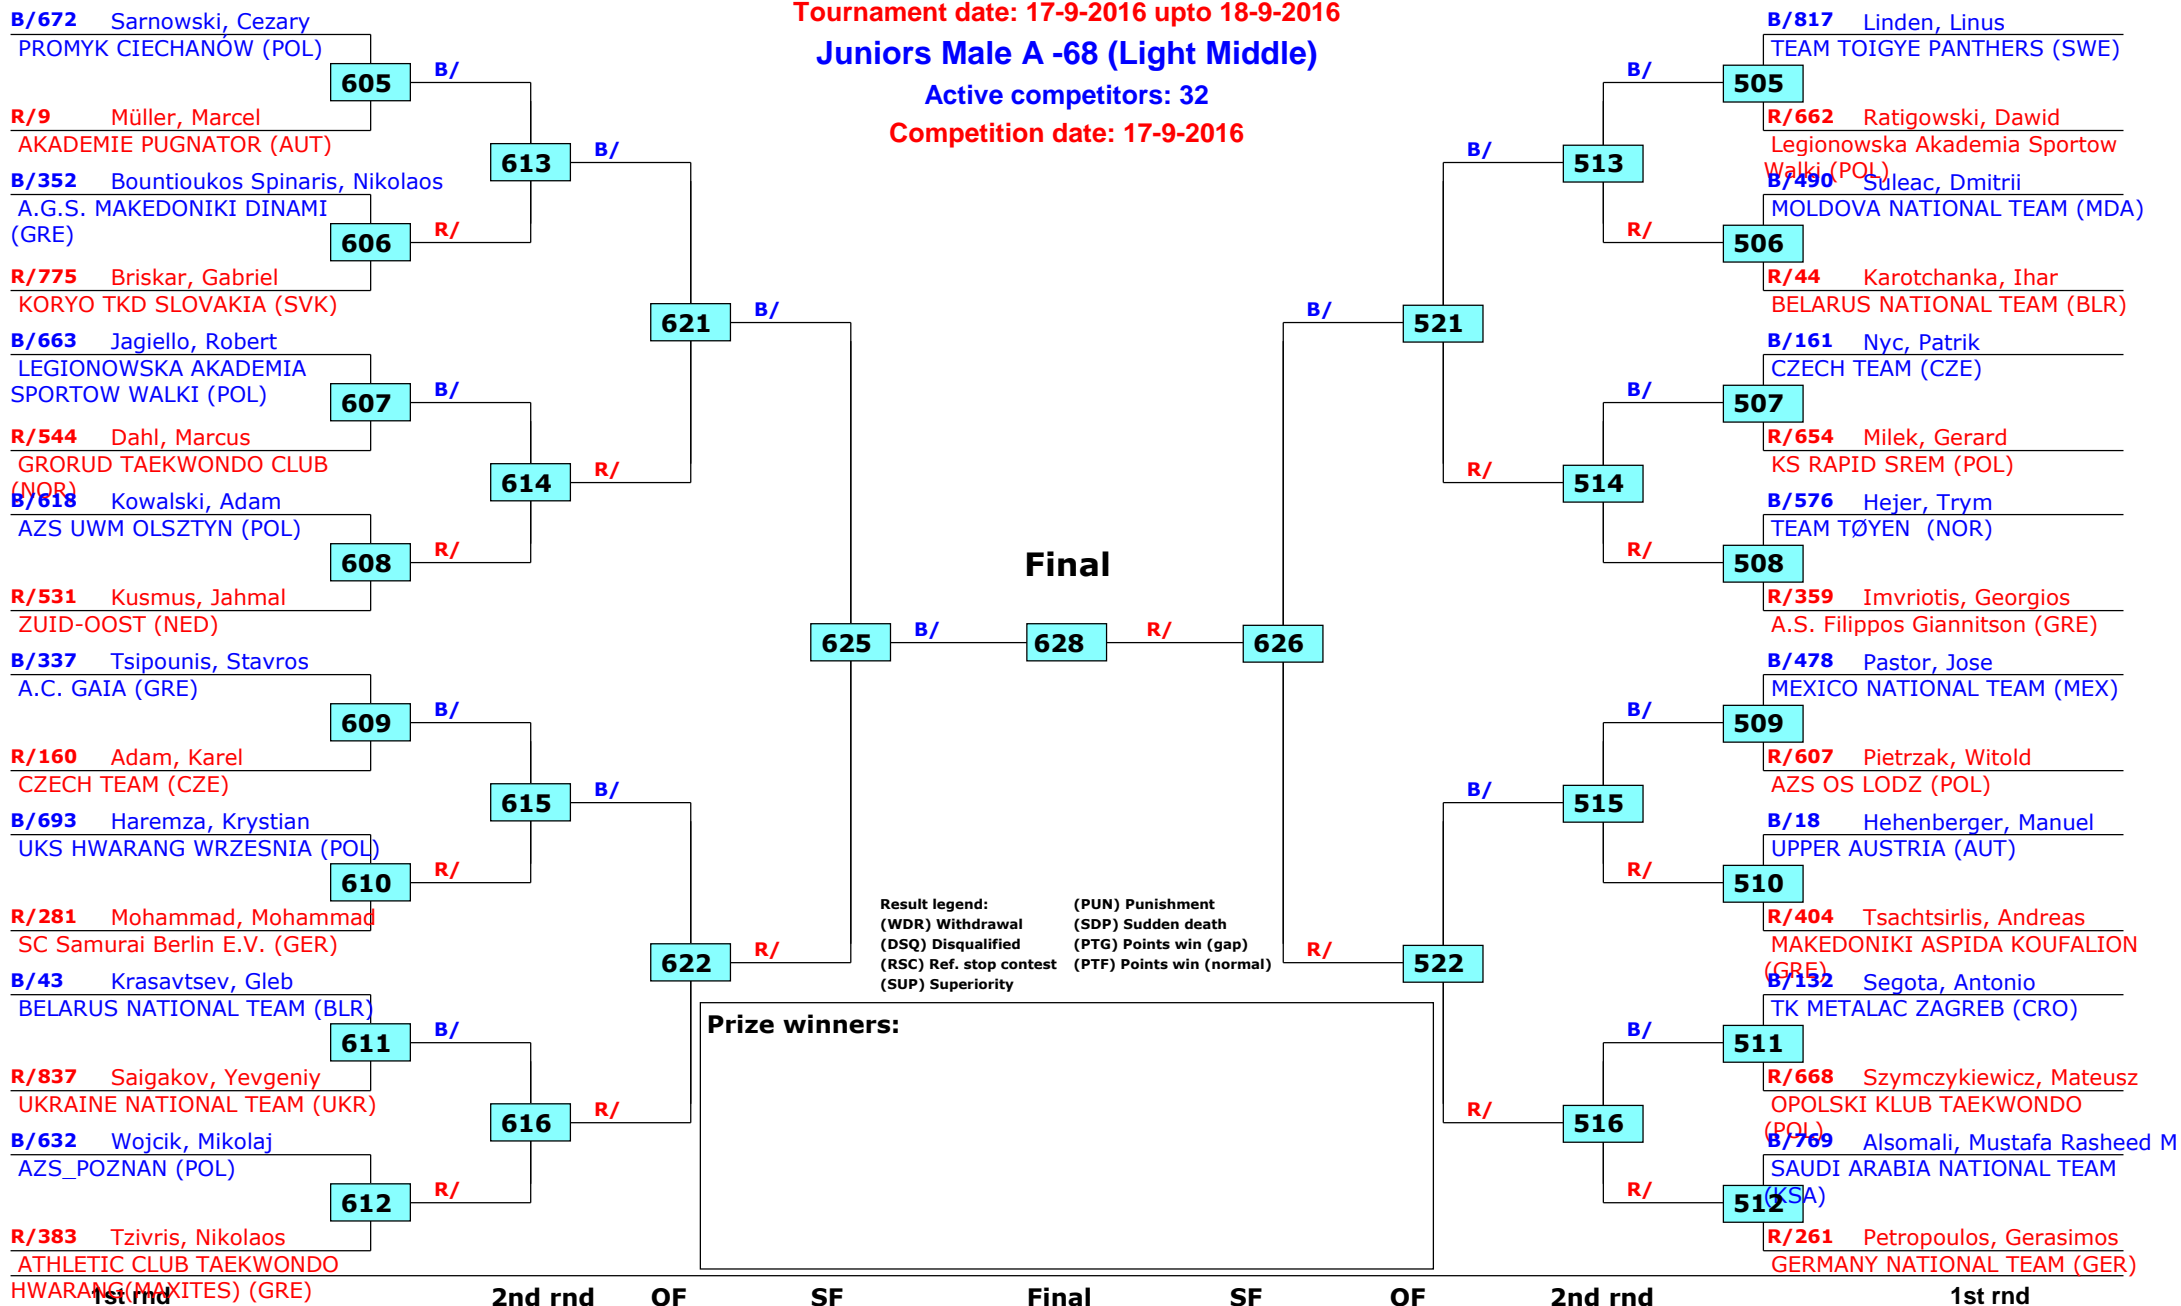 Tournament date: 17-9-2016 upto 18-9-2016
Juniors Male A -68 (Light Middle)
Active competitors: 32
Competition date: 17-9-2016
B/672 Sarnowski, Cezary
PROMYK CIECHANÓW (POL)
605
B/
R/9 Müller, Marcel
AKADEMIE PUGNATOR (AUT)
613
B/
B/352 Bountioukos Spinaris, Nikolaos
A.G.S. MAKEDONIKI DINAMI
(GRE)
606
R/
R/775 Briskar, Gabriel
KORYO TKD SLOVAKIA (SVK)
621
B/
B/663 Jagiello, Robert
LEGIONOWSKA AKADEMIA
SPORTOW WALKI (POL)
607
B/
R/544 Dahl, Marcus
GRORUD TAEKWONDO CLUB
(NOR)
614
R/
B/618 Kowalski, Adam
AZS UWM OLSZTYN (POL)
608
R/
R/531 Kusmus, Jahmal
ZUID-OOST (NED)
625
B/
B/337 Tsipounis, Stavros
A.C. GAIA (GRE)
609
B/
R/160 Adam, Karel
CZECH TEAM (CZE)
615
B/
B/693 Haremza, Krystian
UKS HWARANG WRZESNIA (POL)
610
R/
R/281 Mohammad, Mohammad
SC Samurai Berlin E.V. (GER)
622
R/
B/43 Krasavtsev, Gleb
BELARUS NATIONAL TEAM (BLR)
611
B/
R/837 Saigakov, Yevgeniy
UKRAINE NATIONAL TEAM (UKR)
616
R/
B/632 Wojcik, Mikolaj
AZS_POZNAN (POL)
612
R/
R/383 Tzivris, Nikolaos
ATHLETIC CLUB TAEKWONDO
HWARANG(MAXITES) (GRE)
Final
628
R/
626
Result legend: (PUN) Punishment
(WDR) Withdrawal (SDP) Sudden death
(DSQ) Disqualified (PTG) Points win (gap)
(RSC) Ref. stop contest (PTF) Points win (normal)
(SUP) Superiority
Prize winners:
B/817 Linden, Linus
TEAM TOIGYE PANTHERS (SWE)
B/
505
R/662 Ratigowski, Dawid
Legionowska Akademia Sportow
Walki (POL)
B/
513
B/490 Suleac, Dmitrii
MOLDOVA NATIONAL TEAM (MDA)
R/
506
R/44 Karotchanka, Ihar
BELARUS NATIONAL TEAM (BLR)
B/
521
B/161 Nyc, Patrik
CZECH TEAM (CZE)
B/
507
R/654 Milek, Gerard
KS RAPID SREM (POL)
R/
514
B/576 Hejer, Trym
TEAM TØYEN (NOR)
R/
508
R/359 Imvriotis, Georgios
A.S. Filippos Giannitson (GRE)
B/478 Pastor, Jose
MEXICO NATIONAL TEAM (MEX)
B/
509
R/607 Pietrzak, Witold
AZS OS LODZ (POL)
B/
515
B/18 Hehenberger, Manuel
UPPER AUSTRIA (AUT)
R/
510
R/404 Tsachtsirlis, Andreas
MAKEDONIKI ASPIDA KOUFALION
(GRE)
R/
522
B/132 Segota, Antonio
TK METALAC ZAGREB (CRO)
B/
511
R/668 Szymczykiewicz, Mateusz
OPOLSKI KLUB TAEKWONDO
(POL)
R/
516
B/769 Alsomali, Mustafa Rasheed M
SAUDI ARABIA NATIONAL TEAM
(KSA)
R/
512
R/261 Petropoulos, Gerasimos
GERMANY NATIONAL TEAM (GER)
1st rnd 2nd rnd OF SF Final SF OF 2nd rnd 1st rnd